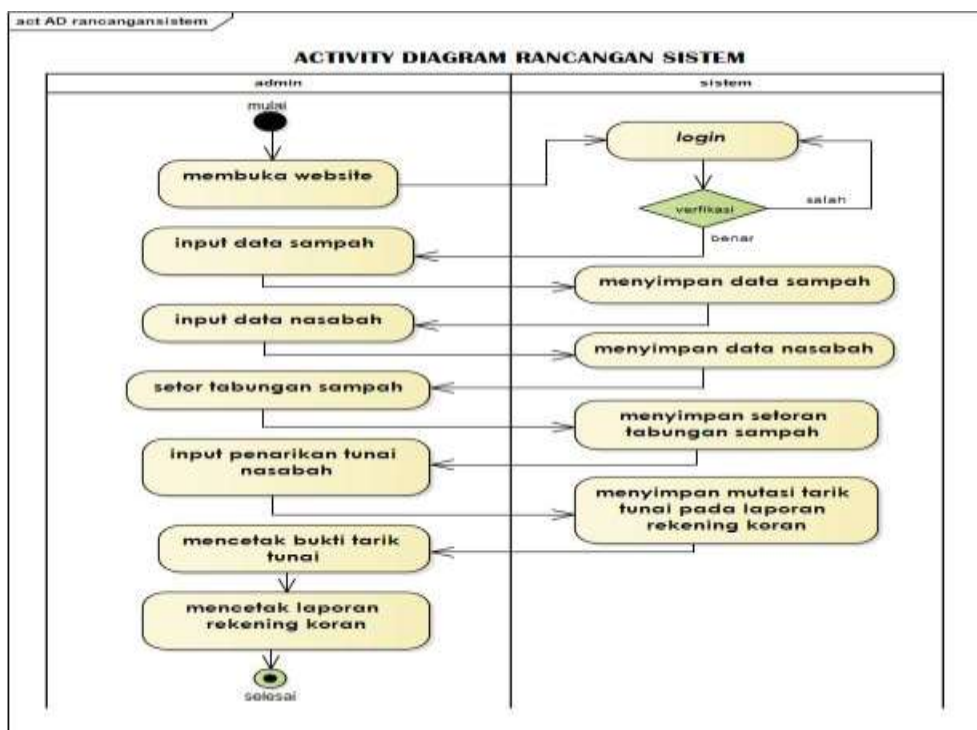 act AD rancangansistem
ACTIVITY DIAGRAM RANCANGAN SISTEM
admin
sistem
mulai
login
membuka website
verfikasi
salah
benar
input data sampah
menyimpan data sampah
input data nasabah
menyimpan data nasabah
setor tabungan sampah
menyimpan setoran
tabungan sampah
input penarikan tunai
nasabah
menyimpan mutasi tarik
tunai pada laporan
rekening koran
mencetak bukti tarik
tunai
mencetak laporan
rekening koran
selesai